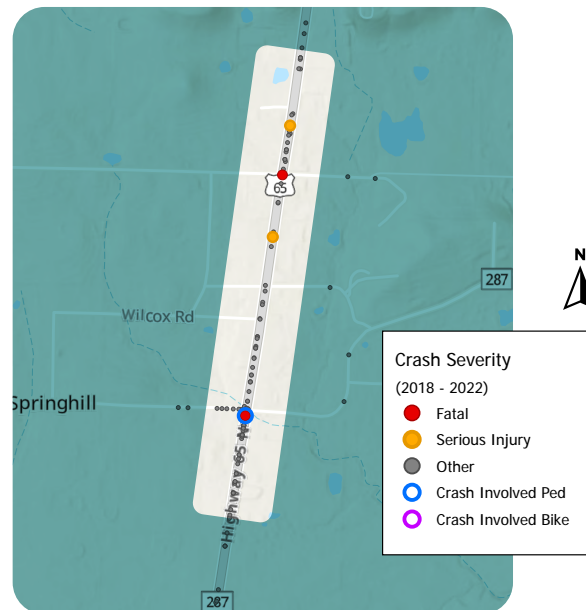 65
N
287
Wilcox Rd
Crash Severity
(2018 - 2022)
Fatal
Springhill
Serious Injury
Other
Highway 65 N
Crash Involved Ped
Crash Involved Bike
287